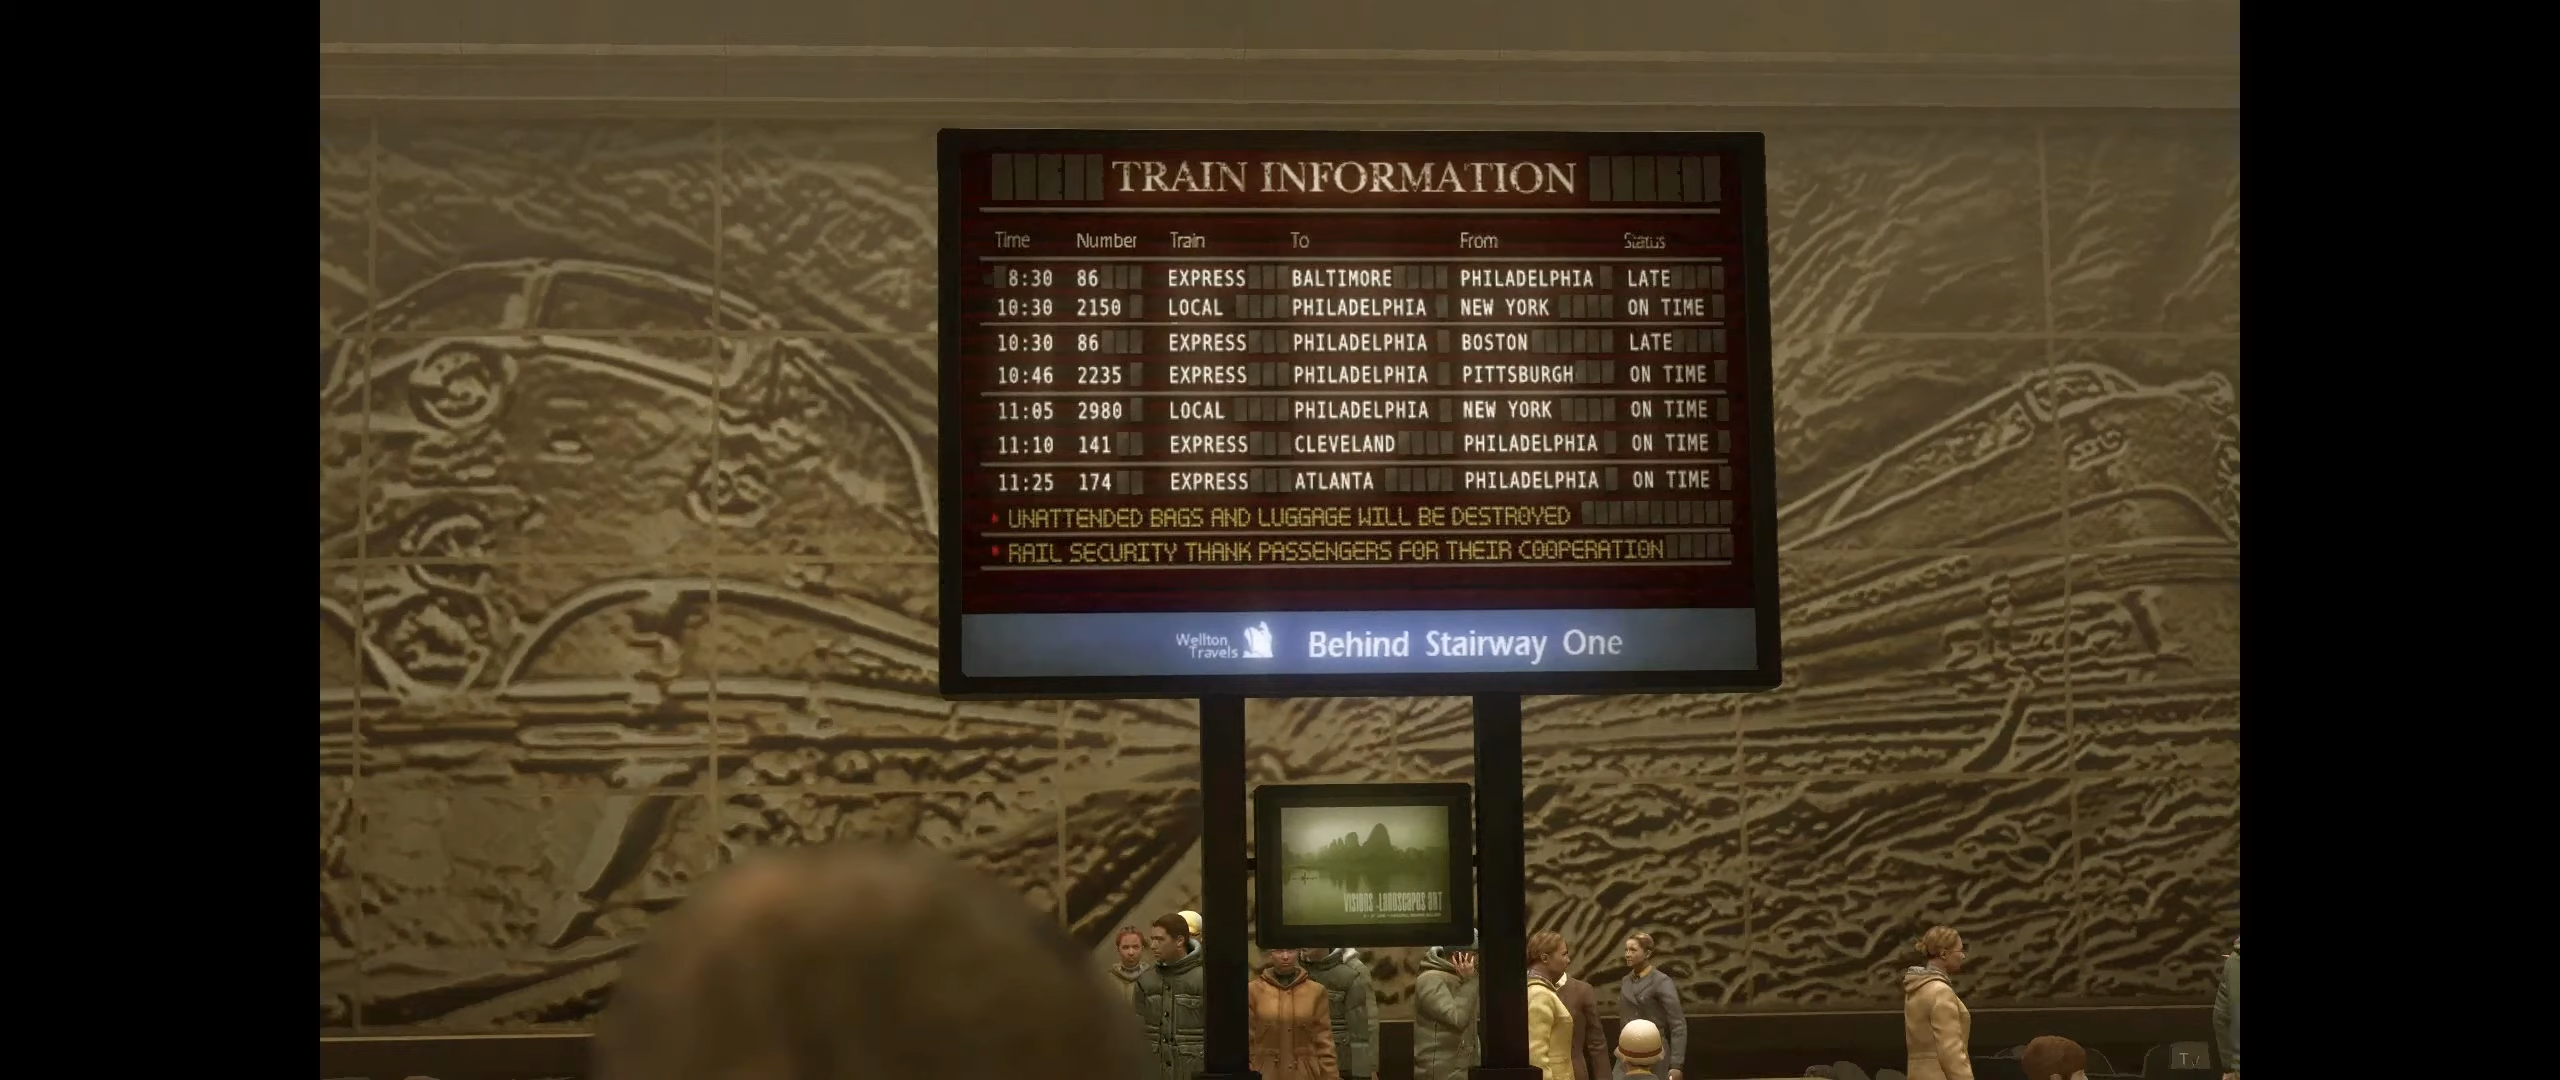 TRAIN INFORMATION
Time Number Train To From Status
8:30 86 EXPRESS BALTIMORE PHILADELPHIA LATE
10:30 2150 LOCAL PHILADELPHIA NEW YORK ON TIME
10:30 86 EXPRESS PHILADELPHIA BOSTON LATE
10:46 2235 EXPRESS PHILADELPHIA PITTSBURGH ON TIME
11:05 2980 LOCAL PHILADELPHIA NEW YORK ON TIME
11:10 141 EXPRESS CLEVELAND PHILADELPHIA ON TIME
11:25 174 EXPRESS ATLANTA PHILADELPHIA ON TIME
UNATTENDED BAGS AND LUGGAGE WILL BE DESTROYED
RAIL SECURITY THANK PASSENGERS FOR THEIR COOPERATION
Wellton
Travels
Behind Stairway One
VISIONS -LANDSCAPES ART
TV